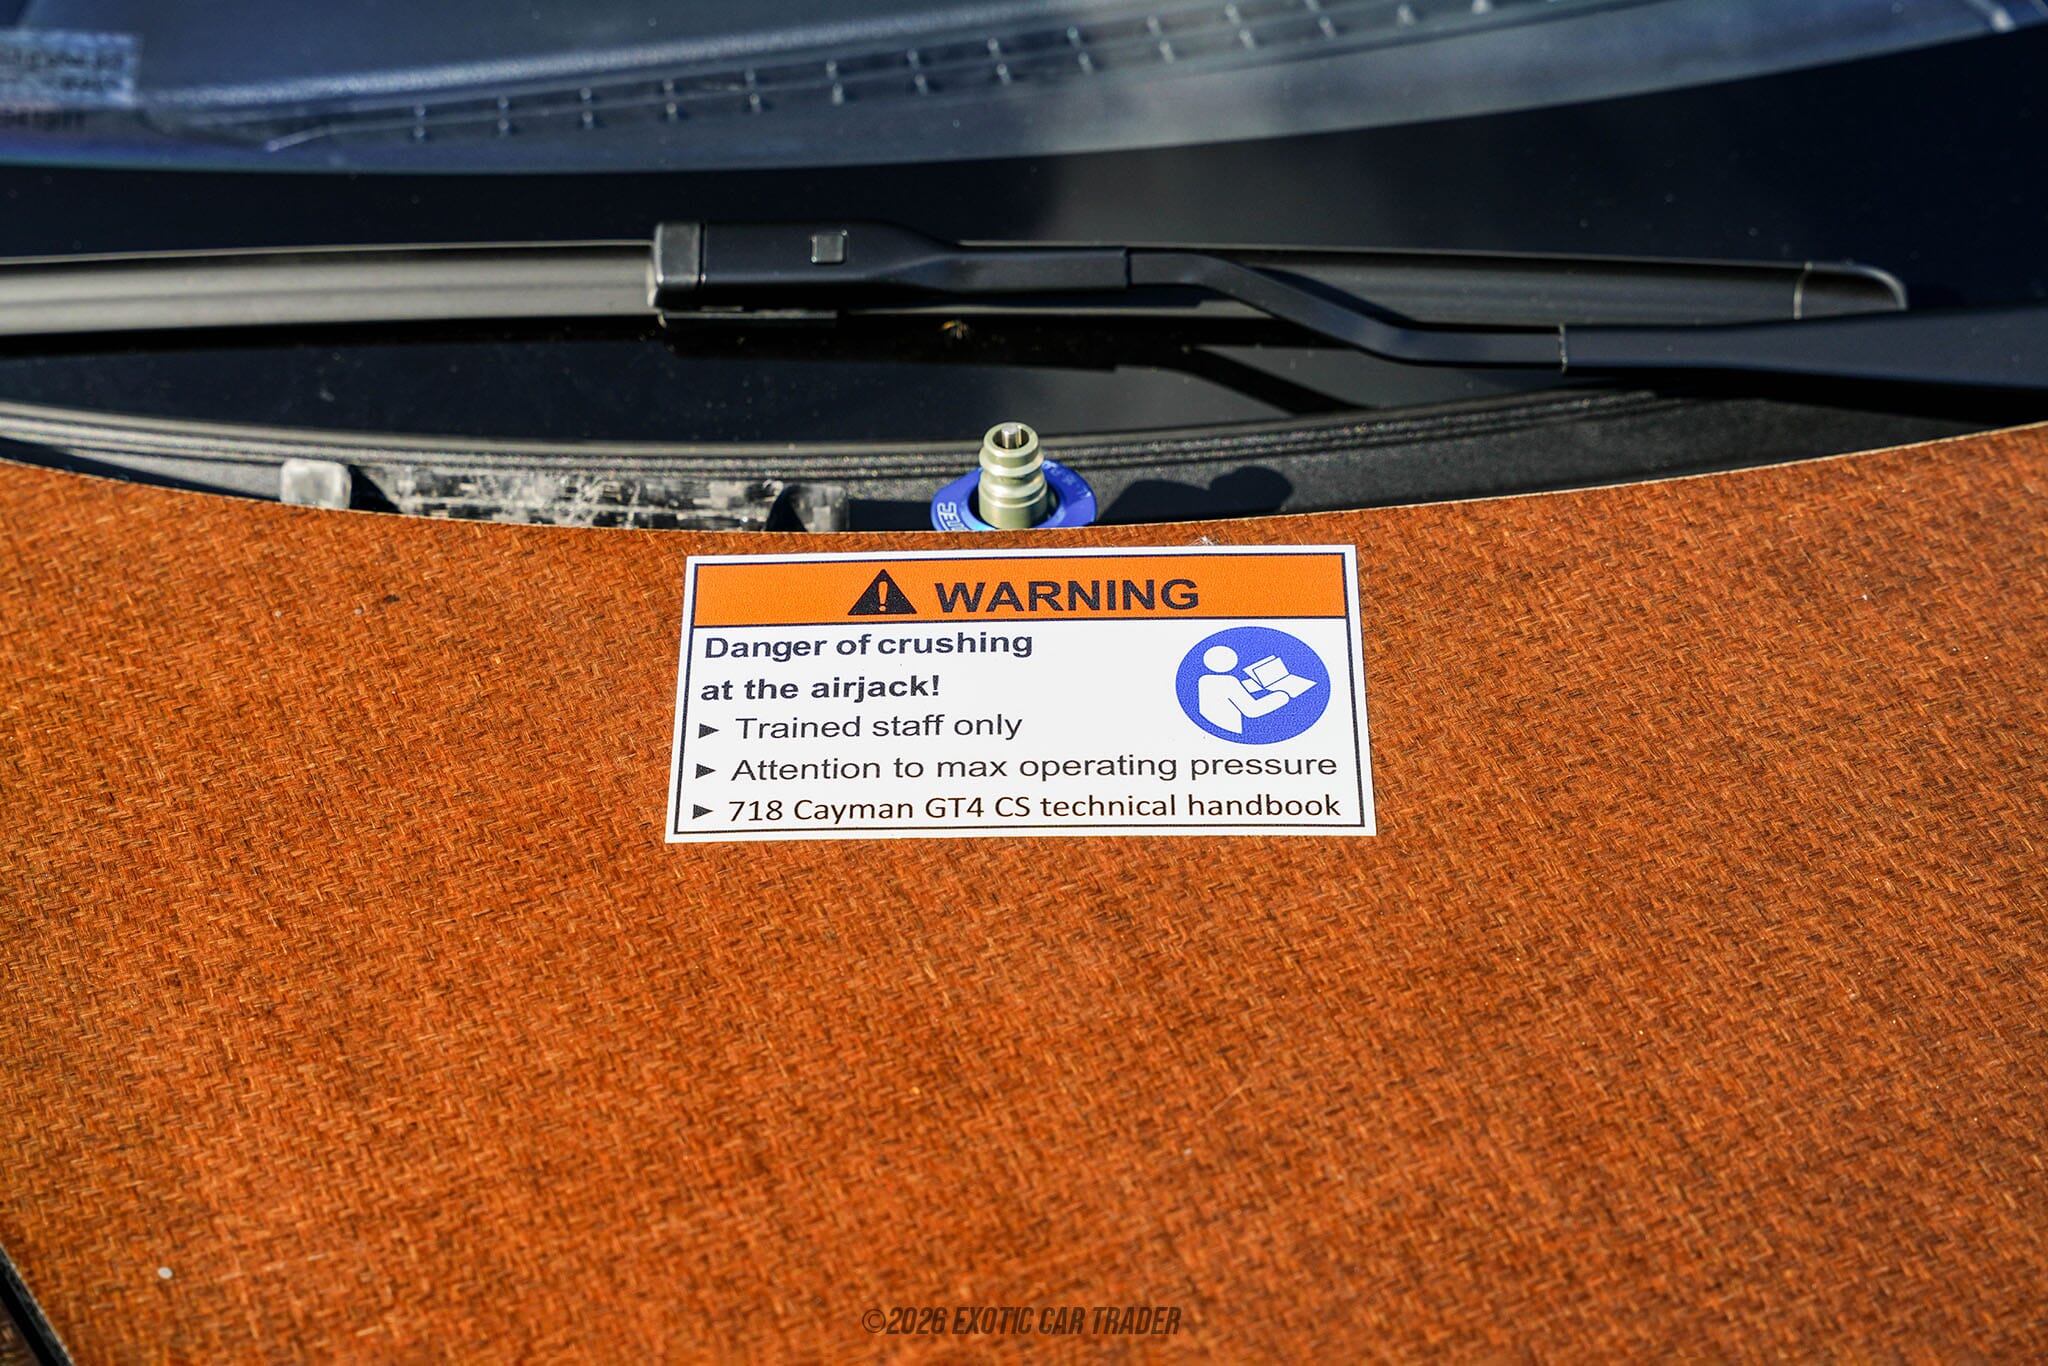 WARNING
Danger of crushing
at the airjack!
► Trained staff only
► Attention to max operating pressure
► 718 Cayman GT4 CS technical handbook
©2026 EXOTIC CAR TRADER